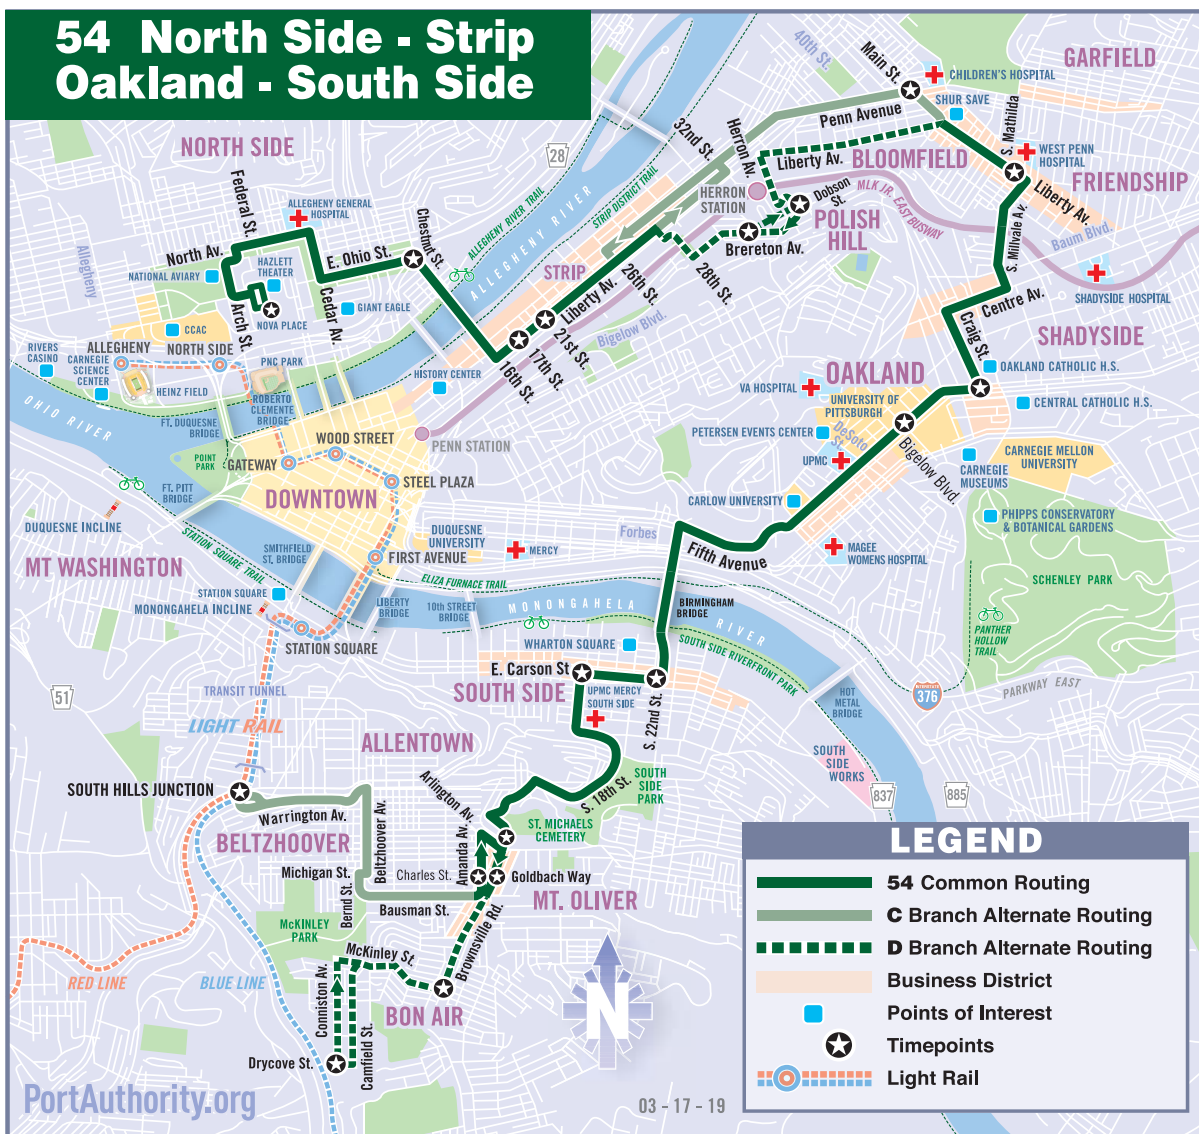 54 North Side - Strip
Oakland - South Side
NORTH SIDE
GARFIELD
40th St.
Main St.
CHILDREN'S HOSPITAL
SHUR SAVE
Penn Avenue
S. Mathilda
32nd St.
Herron Av.
Liberty Av.
BLOOMFIELD
WEST PENN
HOSPITAL
FRIENDSHIP
Liberty Av.
28
ALLEGHENY RIVER TRAIL
ALLEGHENY RIVER
STRIP DISTRICT TRAIL
HERRON
STATION
Dobson
St.
MLK JR. EAST BUSWAY
POLISH
HILL
Brereton Av.
S. Millvale Av.
Baum Blvd.
SHADYSIDE HOSPITAL
Federal St.
ALLEGHENY GENERAL
HOSPITAL
Chestnut St.
North Av.
E. Ohio St.
HAZLETT
THEATER
NATIONAL AVIARY
Allegheny
Cedar Av.
GIANT EAGLE
Arch St.
NOVA PLACE
CCAC
STRIP
Liberty Av.
26th St.
28th St.
21st St.
17th St.
16th St.
Bigelow Blvd.
Centre Av.
Craig St.
SHADYSIDE
OAKLAND CATHOLIC H.S.
RIVERS
CASINO
ALLEGHENY
NORTH SIDE
CARNEGIE
SCIENCE
CENTER
HEINZ FIELD
PNC PARK
HISTORY CENTER
OAKLAND
VA HOSPITAL
UNIVERSITY OF
PITTSBURGH
CENTRAL CATHOLIC H.S.
OHIO RIVER
ROBERTO
CLEMENTE
BRIDGE
FT. DUQUESNE
BRIDGE
WOOD STREET
PENN STATION
PETERSEN EVENTS CENTER
DeSoto
St.
UPMC
Bigelow Blvd
CARNEGIE MELLON
UNIVERSITY
CARNEGIE
MUSEUMS
POINT
PARK
GATEWAY
STEEL PLAZA
FT. PITT
BRIDGE
DOWNTOWN
CARLOW UNIVERSITY
PHIPPS CONSERVATORY
& BOTANICAL GARDENS
DUQUESNE INCLINE
DUQUESNE
UNIVERSITY
Forbes
MERCY
Fifth Avenue
MAGEE
WOMENS HOSPITAL
MT WASHINGTON
STATION SQUARE TRAIL
SMITHFIELD
ST. BRIDGE
FIRST AVENUE
ELIZA FURNACE TRAIL
SCHENLEY PARK
STATION SQUARE
MONONGAHELA INCLINE
LIBERTY
BRIDGE
10th STREET
BRIDGE
MONONGAHELA RIVER
BIRMINGHAM
BRIDGE
PANTHER
HOLLOW
TRAIL
STATION SQUARE
WHARTON SQUARE
SOUTH SIDE RIVERFRONT PARK
E. Carson St
SOUTH SIDE
UPMC MERCY
SOUTH SIDE
S. 22nd St.
HOT
METAL
BRIDGE
INTERSTATE
376
PARKWAY EAST
51
TRANSIT TUNNEL
LIGHT RAIL
ALLENTOWN
SOUTH
SIDE
WORKS
SOUTH HILLS JUNCTION
Arlington Av.
S. 18th St.
SOUTH
SIDE
PARK
837
885
Warrington Av.
BELTZHOOVER
Beltzhoover Av.
Amanda Av.
ST. MICHAELS
CEMETERY
Michigan St.
Charles St.
Goldbach Way
Bernd St.
Bausman St.
MT. OLIVER
McKINLEY
PARK
McKinley St.
Brownsville Rd.
RED LINE
BLUE LINE
Conniston Av.
BON AIR
Drycove St.
Camfield St.
N
PortAuthority.org
03 - 17 - 19
LEGEND
54 Common Routing
C Branch Alternate Routing
D Branch Alternate Routing
Business District
Points of Interest
Timepoints
Light Rail